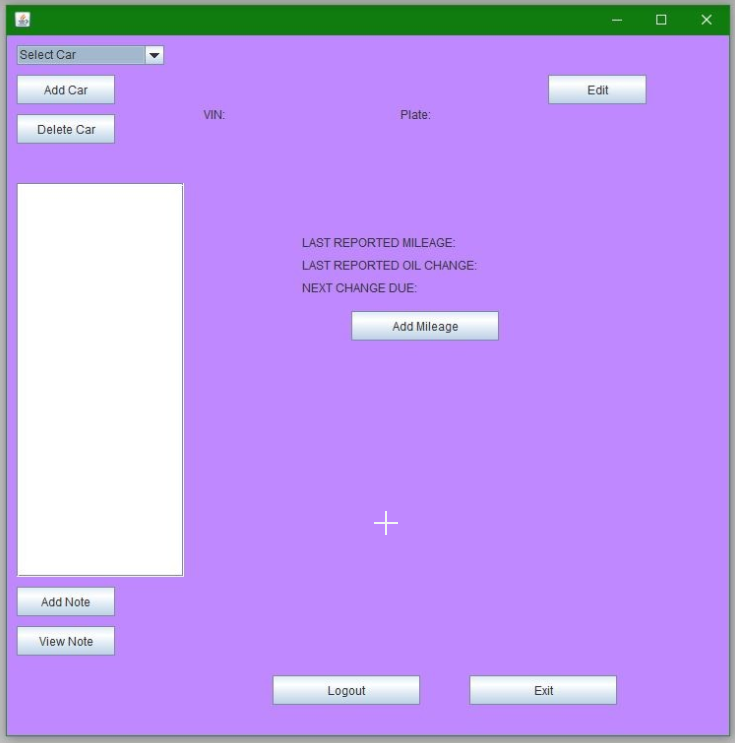 Select Car
Add Car
Edit
VIN: Plate:
Delete Car
LAST REPORTED MILEAGE:
LAST REPORTED OIL CHANGE:
NEXT CHANGE DUE:
Add Mileage
Add Note
View Note
Logout Exit